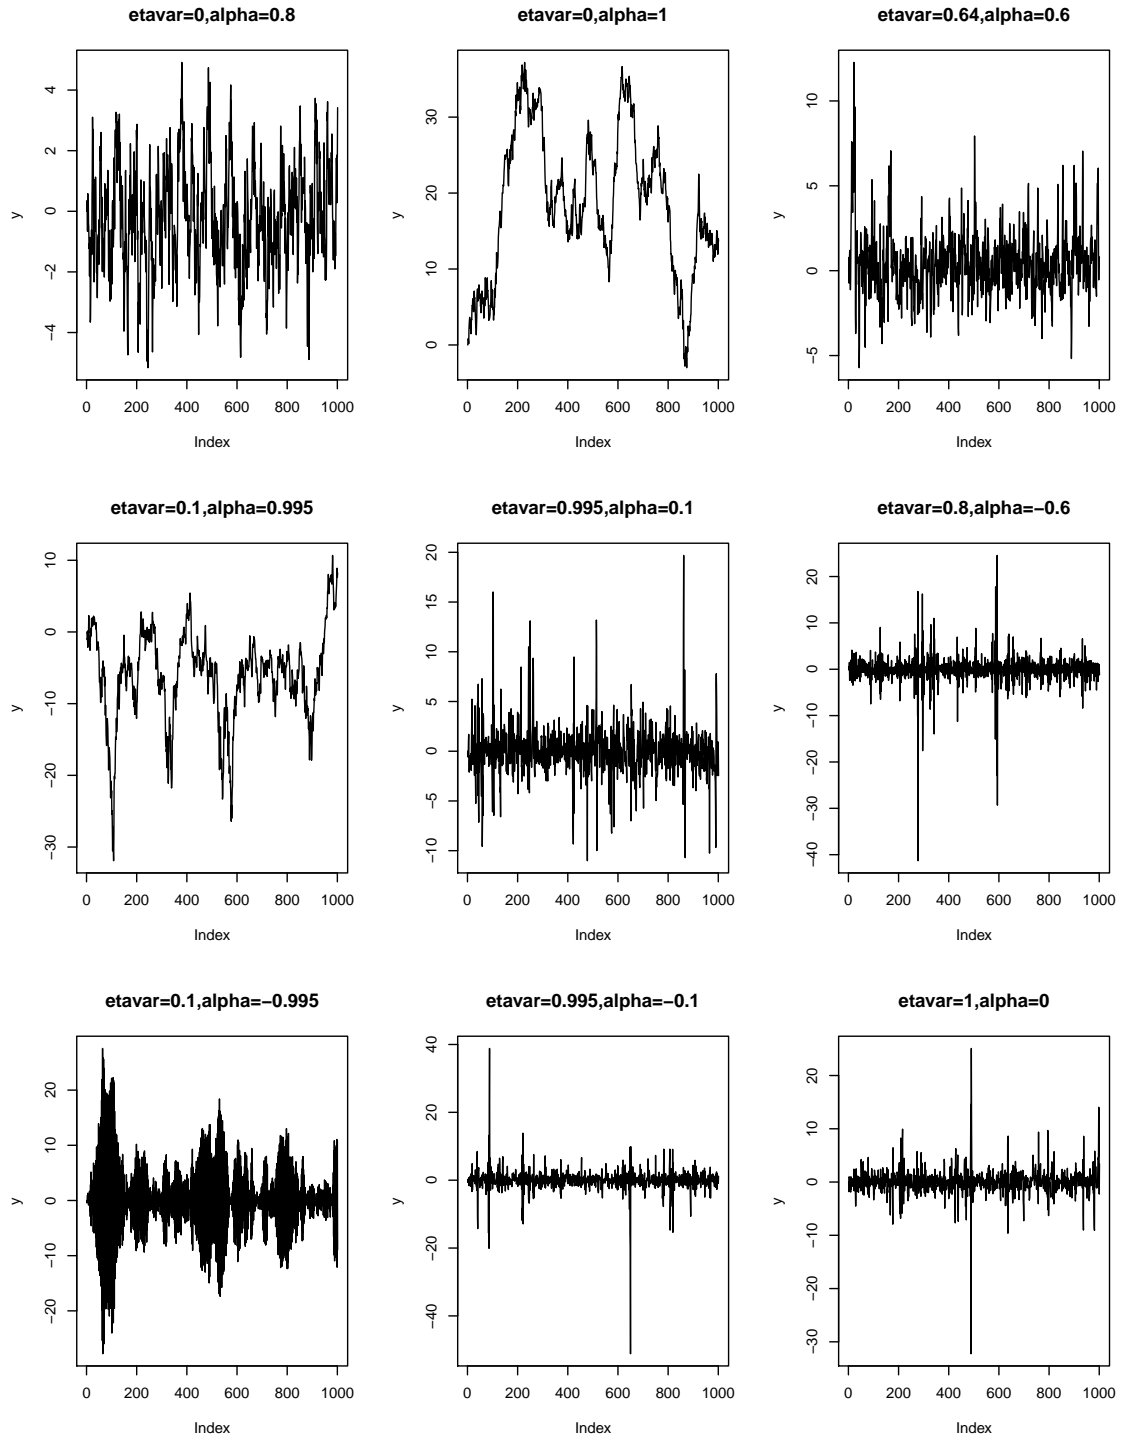 etavar=0,alpha=0.8
etavar=0,alpha=1
etavar=0.64,alpha=0.6
4
2
0
−2
−4
y
0 200 400 600 800 1000
Index
30
20
10
0
y
0 200 400 600 800 1000
Index
10
5
0
−5
y
0 200 400 600 800 1000
Index
etavar=0.1,alpha=0.995
etavar=0.995,alpha=0.1
etavar=0.8,alpha=−0.6
10
0
−10
−20
−30
y
0 200 400 600 800 1000
Index
20
15
10
5
0
−5
−10
y
0 200 400 600 800 1000
Index
20
10
0
−10
−20
−30
−40
y
0 200 400 600 800 1000
Index
etavar=0.1,alpha=−0.995
etavar=0.995,alpha=−0.1
etavar=1,alpha=0
20
10
0
−10
−20
y
0 200 400 600 800 1000
Index
40
20
0
−20
−40
y
0 200 400 600 800 1000
Index
20
10
0
−10
−20
−30
y
0 200 400 600 800 1000
Index